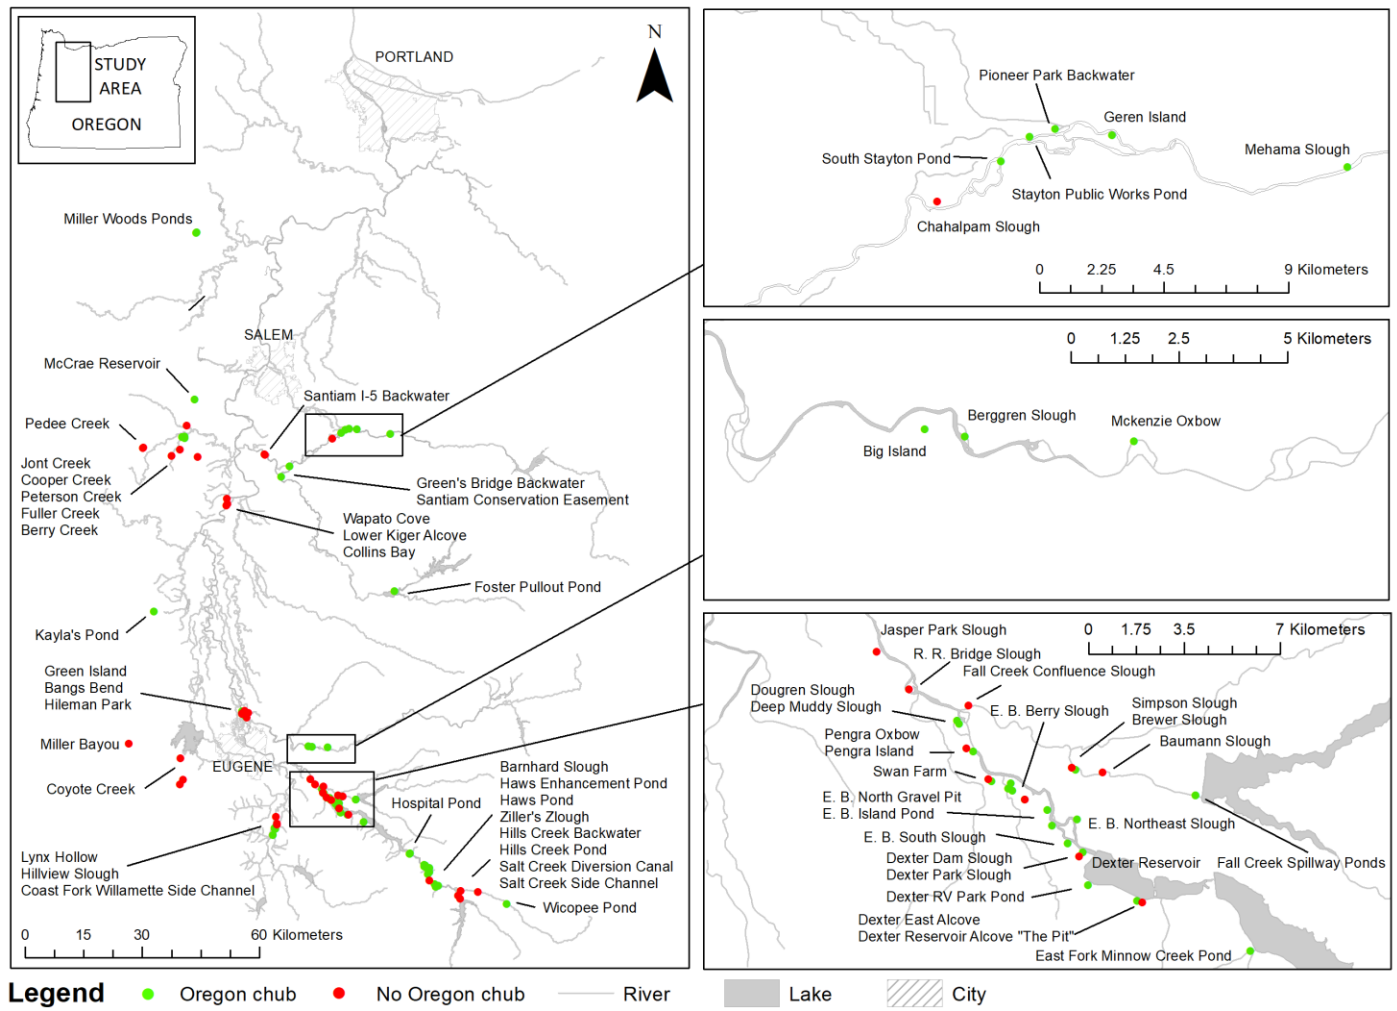 STUDY
AREA
OREGON
PORTLAND
N
Miller Woods Ponds
SALEM
McCrae Reservoir
Santiam I-5 Backwater
Pedee Creek
Jont Creek
Cooper Creek
Peterson Creek
Fuller Creek
Berry Creek
Green's Bridge Backwater
Santiam Conservation Easement
Wapato Cove
Lower Kiger Alcove
Collins Bay
Foster Pullout Pond
Kayla's Pond
Green Island
Bangs Bend
Hileman Park
Miller Bayou
EUGENE
Coyote Creek
Barnhard Slough
Haws Enhancement Pond
Haws Pond
Ziller's Zlough
Hills Creek Backwater
Hills Creek Pond
Salt Creek Diversion Canal
Salt Creek Side Channel
Hospital Pond
Lynx Hollow
Hillview Slough
Coast Fork Willamette Side Channel
Wicopee Pond
0 15 30 60 Kilometers
Pioneer Park Backwater
Geren Island
South Stayton Pond
Mehama Slough
Stayton Public Works Pond
Chahalpam Slough
0 2.25 4.5 9 Kilometers
0 1.25 2.5 5 Kilometers
Berggren Slough
Mckenzie Oxbow
Big Island
Jasper Park Slough
0 1.75 3.5 7 Kilometers
R. R. Bridge Slough
Fall Creek Confluence Slough
Dougren Slough
Deep Muddy Slough
E. B. Berry Slough
Simpson Slough
Brewer Slough
Pengra Oxbow
Pengra Island
Baumann Slough
Swan Farm
E. B. North Gravel Pit
E. B. Island Pond
E. B. Northeast Slough
E. B. South Slough
Dexter Dam Slough
Dexter Park Slough
Dexter Reservoir
Fall Creek Spillway Ponds
Dexter RV Park Pond
Dexter East Alcove
Dexter Reservoir Alcove "The Pit"
East Fork Minnow Creek Pond
Legend
Oregon chub
No Oregon chub
River
Lake
City